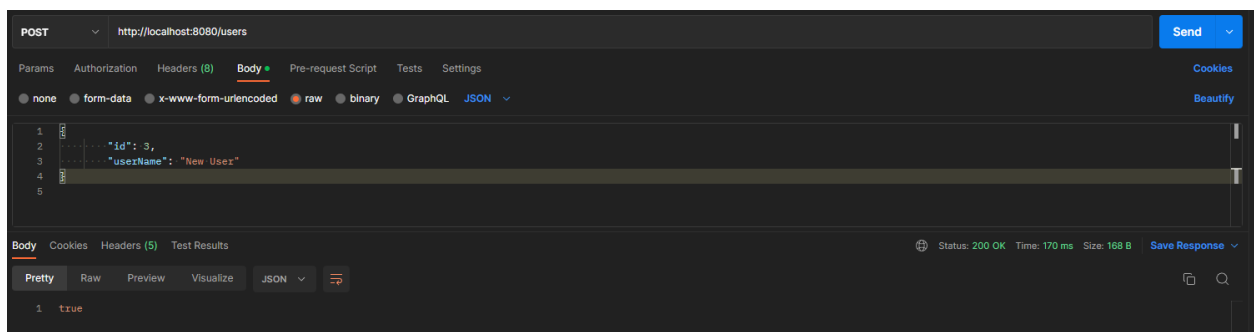 POST http://localhost:8080/users Send
Params Authorization Headers (8) Body Pre-request Script Tests Settings Cookies
none form-data x-www-form-urlencoded raw binary GraphQL JSON Beautify
1 {
2 "id": 3,
3 "userName": "New User"
4 }
5
Body Cookies Headers (5) Test Results Status: 200 OK Time: 170 ms Size: 168 B Save Response
Pretty Raw Preview Visualize JSON
1 true